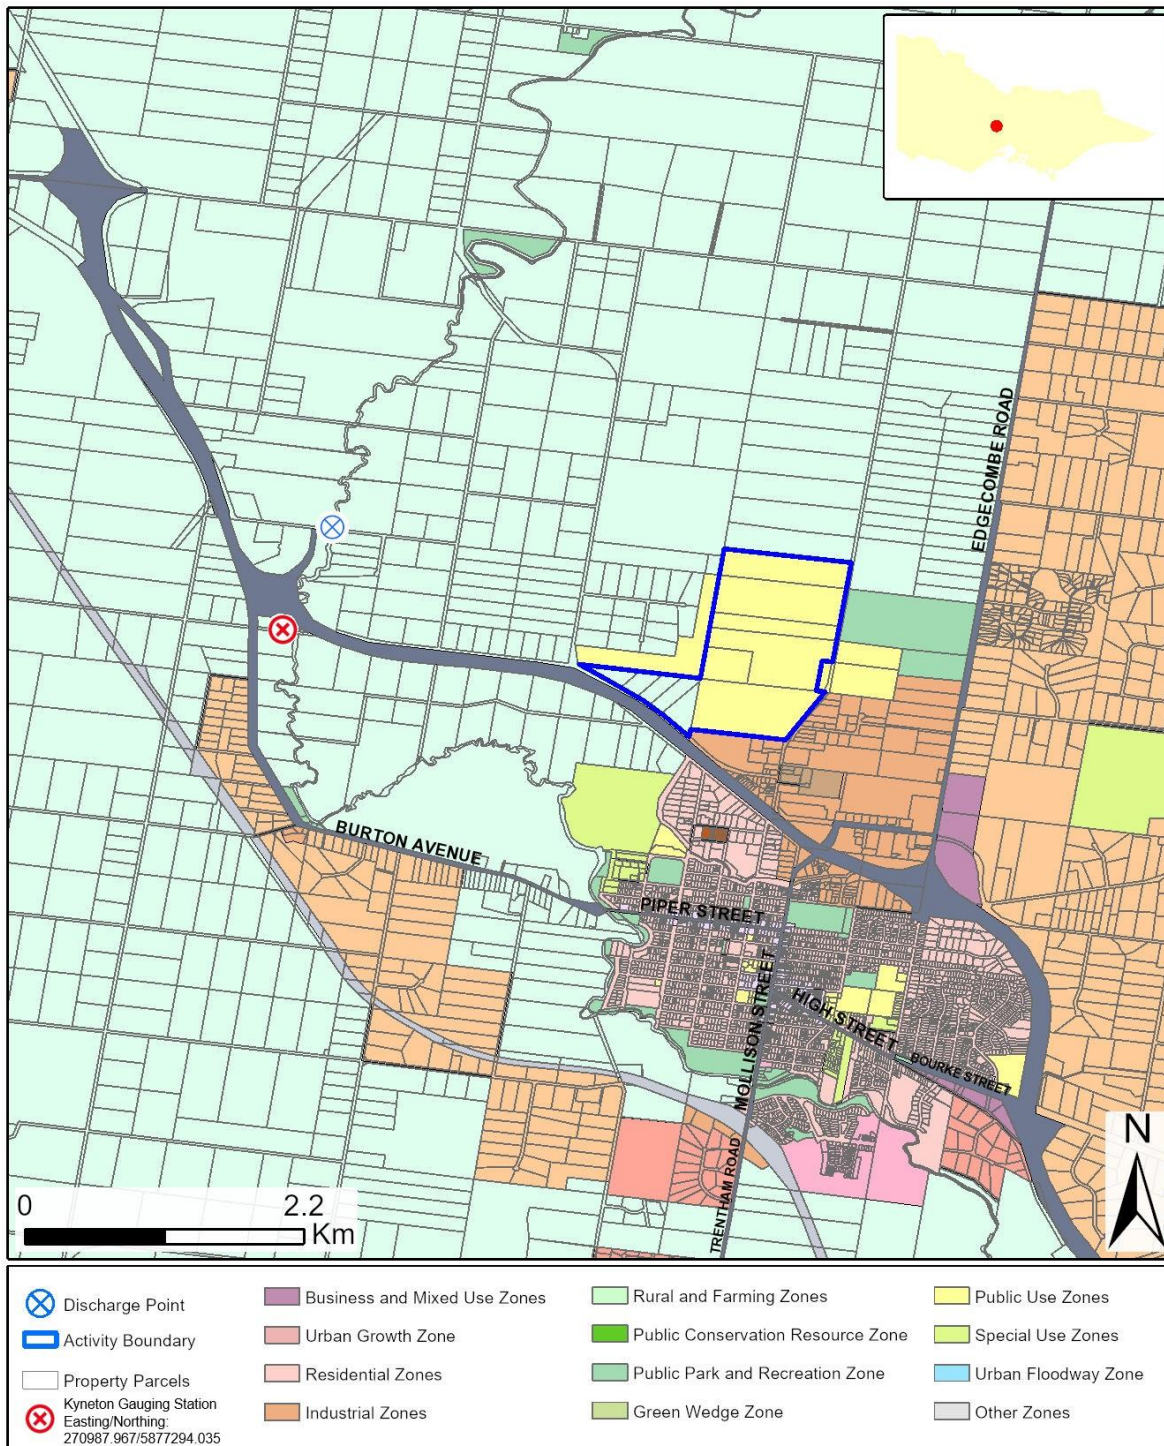 EDGECOMBE ROAD
BURTON AVENUE
PIPER STREET
MOLLISON STREET
HIGH STREET
BOURKE STREET
TRENTHAM ROAD
N
0 2.2
Km
Discharge Point
Activity Boundary
Property Parcels
Kyneton Gauging Station
Easting/Northing:
270987.967/5877294.035
Business and Mixed Use Zones
Urban Growth Zone
Residential Zones
Industrial Zones
Rural and Farming Zones
Public Conservation Resource Zone
Public Park and Recreation Zone
Green Wedge Zone
Public Use Zones
Special Use Zones
Urban Floodway Zone
Other Zones